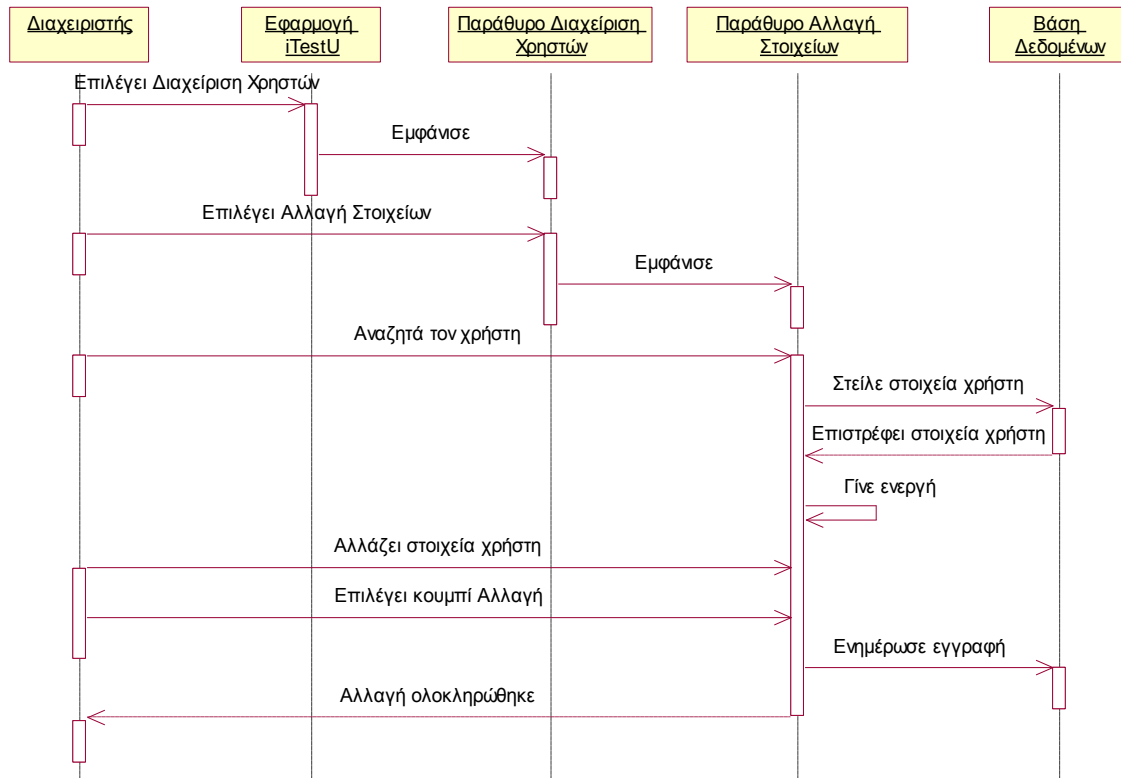 Διαχειριστής
Εφαρμογή
iTestU
Παράθυρο Διαχείριση
Χρηστών
Παράθυρο Αλλαγή
Στοιχείων
Βάση
Δεδομένων
Επιλέγει Διαχείριση Χρηστών
Εμφάνισε
Επιλέγει Αλλαγή Στοιχείων
Εμφάνισε
Αναζητά τον χρήστη
Στείλε στοιχεία χρήστη
Επιστρέφει στοιχεία χρήστη
Γίνε ενεργή
Αλλάζει στοιχεία χρήστη
Επιλέγει κουμπί Αλλαγή
Ενημέρωσε εγγραφή
Αλλαγή ολοκληρώθηκε